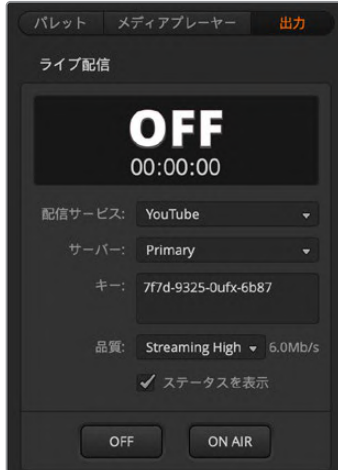 パレット メディアプレーヤー 出力
ライブ配信
OFF
00:00:00
配信サービス: YouTube
サーバー: Primary
キー: 7f7d-9325-0ufx-6b87
品質: Streaming High 6.0Mb/s
ステータスを表示
OFF ON AIR